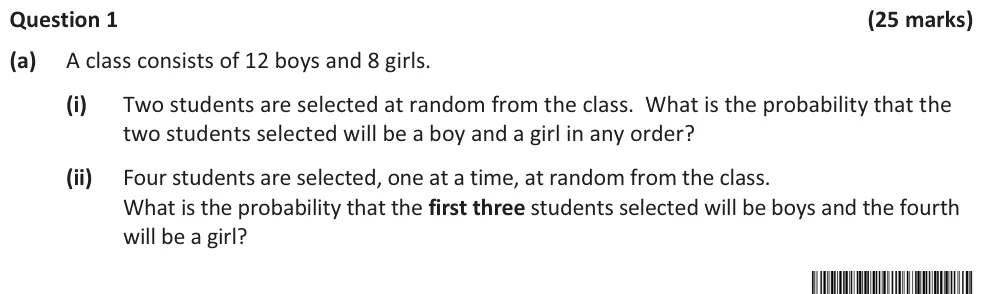 Question 1 (25 marks)
(a) A class consists of 12 boys and 8 girls.
(i) Two students are selected at random from the class. What is the probability that the
two students selected will be a boy and a girl in any order?
(ii) Four students are selected, one at a time, at random from the class.
What is the probability that the first three students selected will be boys and the fourth
will be a girl?